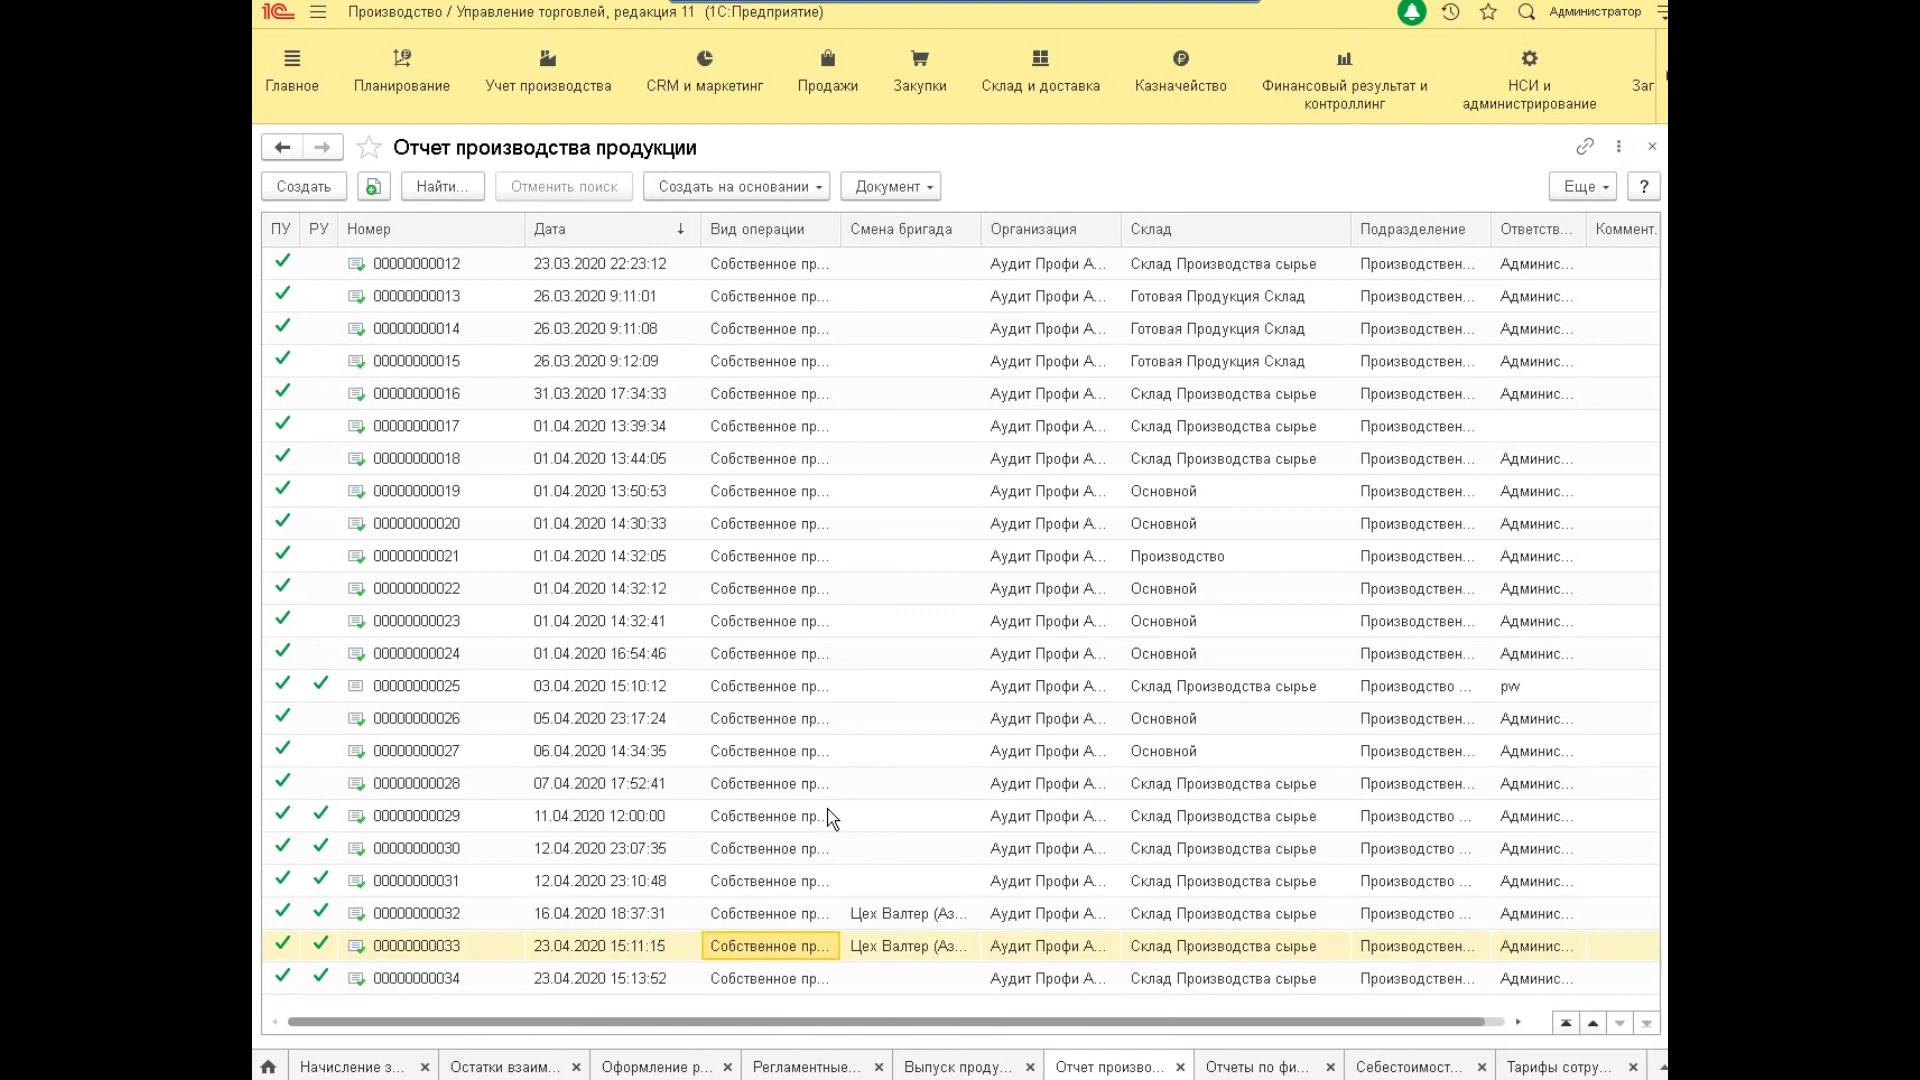 1С Производство / Управление торговлей, редакция 11 (1С:Предприятие) Администратор
Главное Планирование Учет производства CRM и маркетинг Продажи Закупки Склад и доставка Казначейство Финансовый результат и контроллинг НСИ и администрирование Заг
Отчет производства продукции
Создать Найти... Отменить поиск Создать на основании Документ Еще ?
ПУ РУ Номер Дата ↓ Вид операции Смена бригада Организация Склад Подразделение Ответств... Коммент.
00000000012 23.03.2020 22:23:12 Собственное пр... Аудит Профи А... Склад Производства сырье Производствен... Админис...
00000000013 26.03.2020 9:11:01 Собственное пр... Аудит Профи А... Готовая Продукция Склад Производствен... Админис...
00000000014 26.03.2020 9:11:08 Собственное пр... Аудит Профи А... Готовая Продукция Склад Производствен... Админис...
00000000015 26.03.2020 9:12:09 Собственное пр... Аудит Профи А... Готовая Продукция Склад Производствен... Админис...
00000000016 31.03.2020 17:34:33 Собственное пр... Аудит Профи А... Склад Производства сырье Производствен... Админис...
00000000017 01.04.2020 13:39:34 Собственное пр... Аудит Профи А... Склад Производства сырье Производствен...
00000000018 01.04.2020 13:44:05 Собственное пр... Аудит Профи А... Склад Производства сырье Производствен... Админис...
00000000019 01.04.2020 13:50:53 Собственное пр... Аудит Профи А... Основной Производствен... Админис...
00000000020 01.04.2020 14:30:33 Собственное пр... Аудит Профи А... Основной Производствен... Админис...
00000000021 01.04.2020 14:32:05 Собственное пр... Аудит Профи А... Производство Производствен... Админис...
00000000022 01.04.2020 14:32:12 Собственное пр... Аудит Профи А... Основной Производствен... Админис...
00000000023 01.04.2020 14:32:41 Собственное пр... Аудит Профи А... Основной Производствен... Админис...
00000000024 01.04.2020 16:54:46 Собственное пр... Аудит Профи А... Основной Производствен... Админис...
00000000025 03.04.2020 15:10:12 Собственное пр... Аудит Профи А... Склад Производства сырье Производство ... pw
00000000026 05.04.2020 23:17:24 Собственное пр... Аудит Профи А... Основной Производствен... Админис...
00000000027 06.04.2020 14:34:35 Собственное пр... Аудит Профи А... Основной Производствен... Админис...
00000000028 07.04.2020 17:52:41 Собственное пр... Аудит Профи А... Склад Производства сырье Производствен... Админис...
00000000029 11.04.2020 12:00:00 Собственное пр... Аудит Профи А... Склад Производства сырье Производство ... Админис...
00000000030 12.04.2020 23:07:35 Собственное пр... Аудит Профи А... Склад Производства сырье Производство ... Админис...
00000000031 12.04.2020 23:10:48 Собственное пр... Аудит Профи А... Склад Производства сырье Производство ... Админис...
00000000032 16.04.2020 18:37:31 Собственное пр... Цех Валтер (Аз... Аудит Профи А... Склад Производства сырье Производство ... Админис...
00000000033 23.04.2020 15:11:15 Собственное пр... Цех Валтер (Аз... Аудит Профи А... Склад Производства сырье Производствен... Админис...
00000000034 23.04.2020 15:13:52 Собственное пр... Аудит Профи А... Склад Производства сырье Производствен... Админис...
Начисление з... Остатки взаим... Оформление р... Регламентные... Выпуск проду... Отчет произво... Отчеты по фи... Себестоимост... Тарифы сотру...